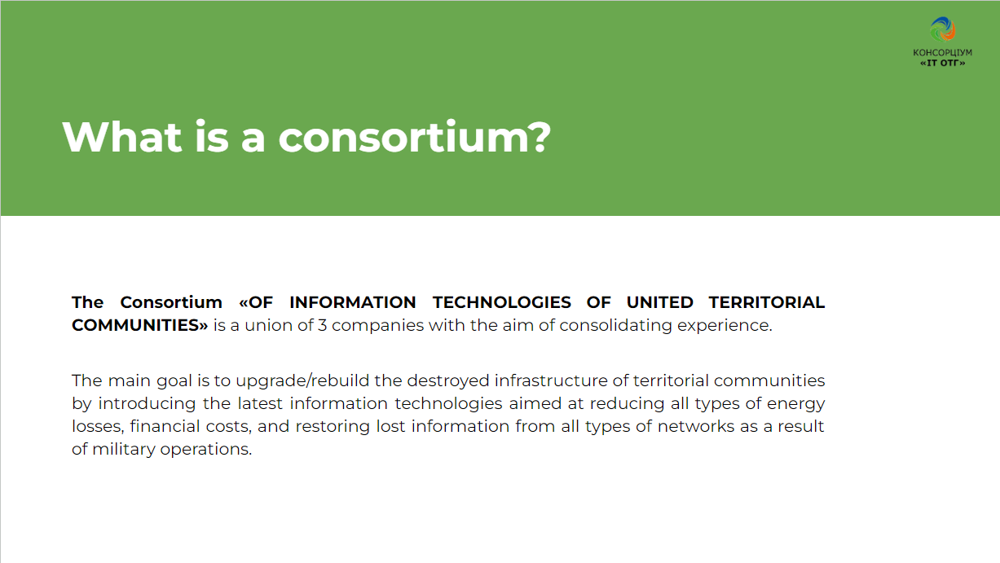 КОНСОРЦІУМ
«ІТ ОТГ»
What is a consortium?
The Consortium «OF INFORMATION TECHNOLOGIES OF UNITED TERRITORIAL
COMMUNITIES» is a union of 3 companies with the aim of consolidating experience.
The main goal is to upgrade/rebuild the destroyed infrastructure of territorial communities
by introducing the latest information technologies aimed at reducing all types of energy
losses, financial costs, and restoring lost information from all types of networks as a result
of military operations.